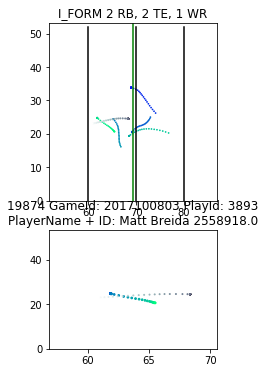 I_FORM 2 RB, 2 TE, 1 WR
50
40
30
20
10
0
60 70 80
19874 GameId: 2017100803 PlayId: 3893
PlayerName + ID: Matt Breida 2558918.0
40
20
0
60 65 70